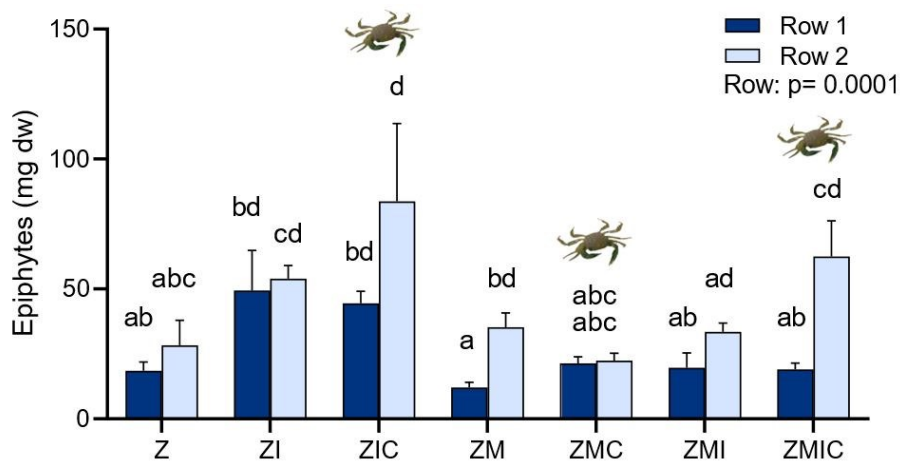 Epiphytes (mg dw)
150
100
50
0
Row 1
Row 2
Row: p= 0.0001
ab
abc
bd
cd
bd
d
a
bd
abc
abc
ab
ad
ab
cd
Z
ZI
ZIC
ZM
ZMC
ZMI
ZMIC